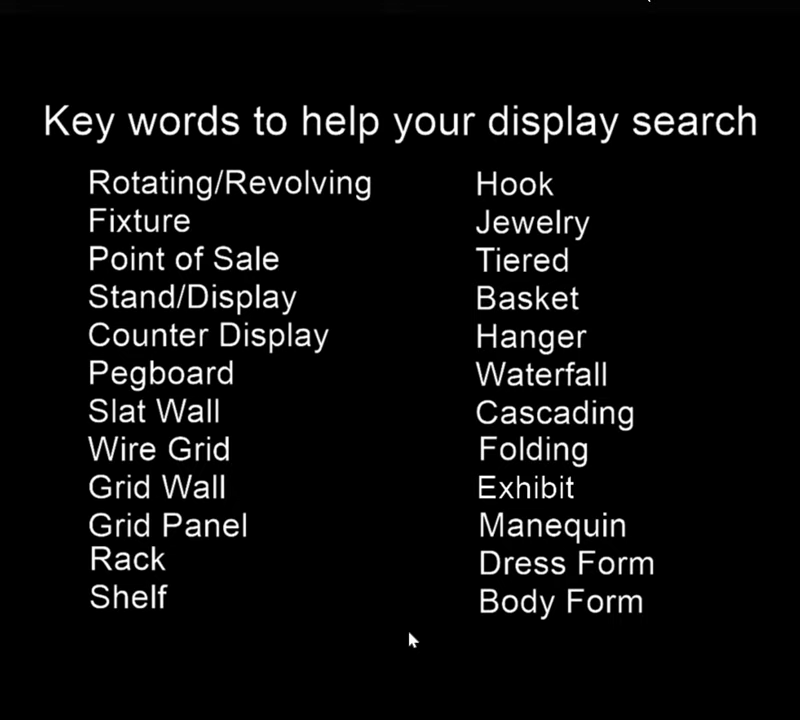 Key words to help your display search
Rotating/Revolving
Fixture
Point of Sale
Stand/Display
Counter Display
Pegboard
Slat Wall
Wire Grid
Grid Wall
Grid Panel
Rack
Shelf
Hook
Jewelry
Tiered
Basket
Hanger
Waterfall
Cascading
Folding
Exhibit
Manequin
Dress Form
Body Form